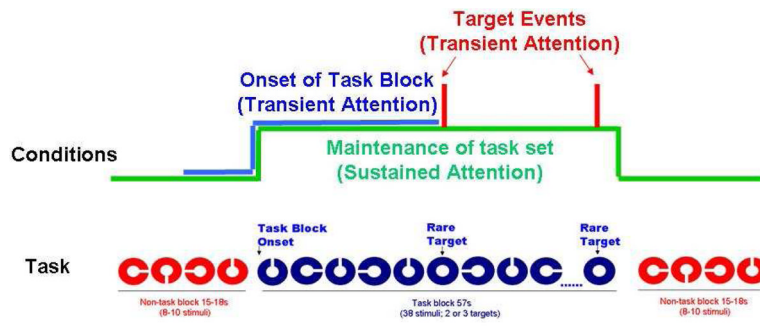 Target Events
(Transient Attention)
Onset of Task Block
(Transient Attention)
Maintenance of task set
(Sustained Attention)
Conditions
Task Block
Onset
Rare
Target
Rare
Target
Task
Non-task block 15-18s
(8-10 stimuli)
Task block 57s
(38 stimuli; 2 or 3 targets)
Non-task block 15-18s
(8-10 stimuli)